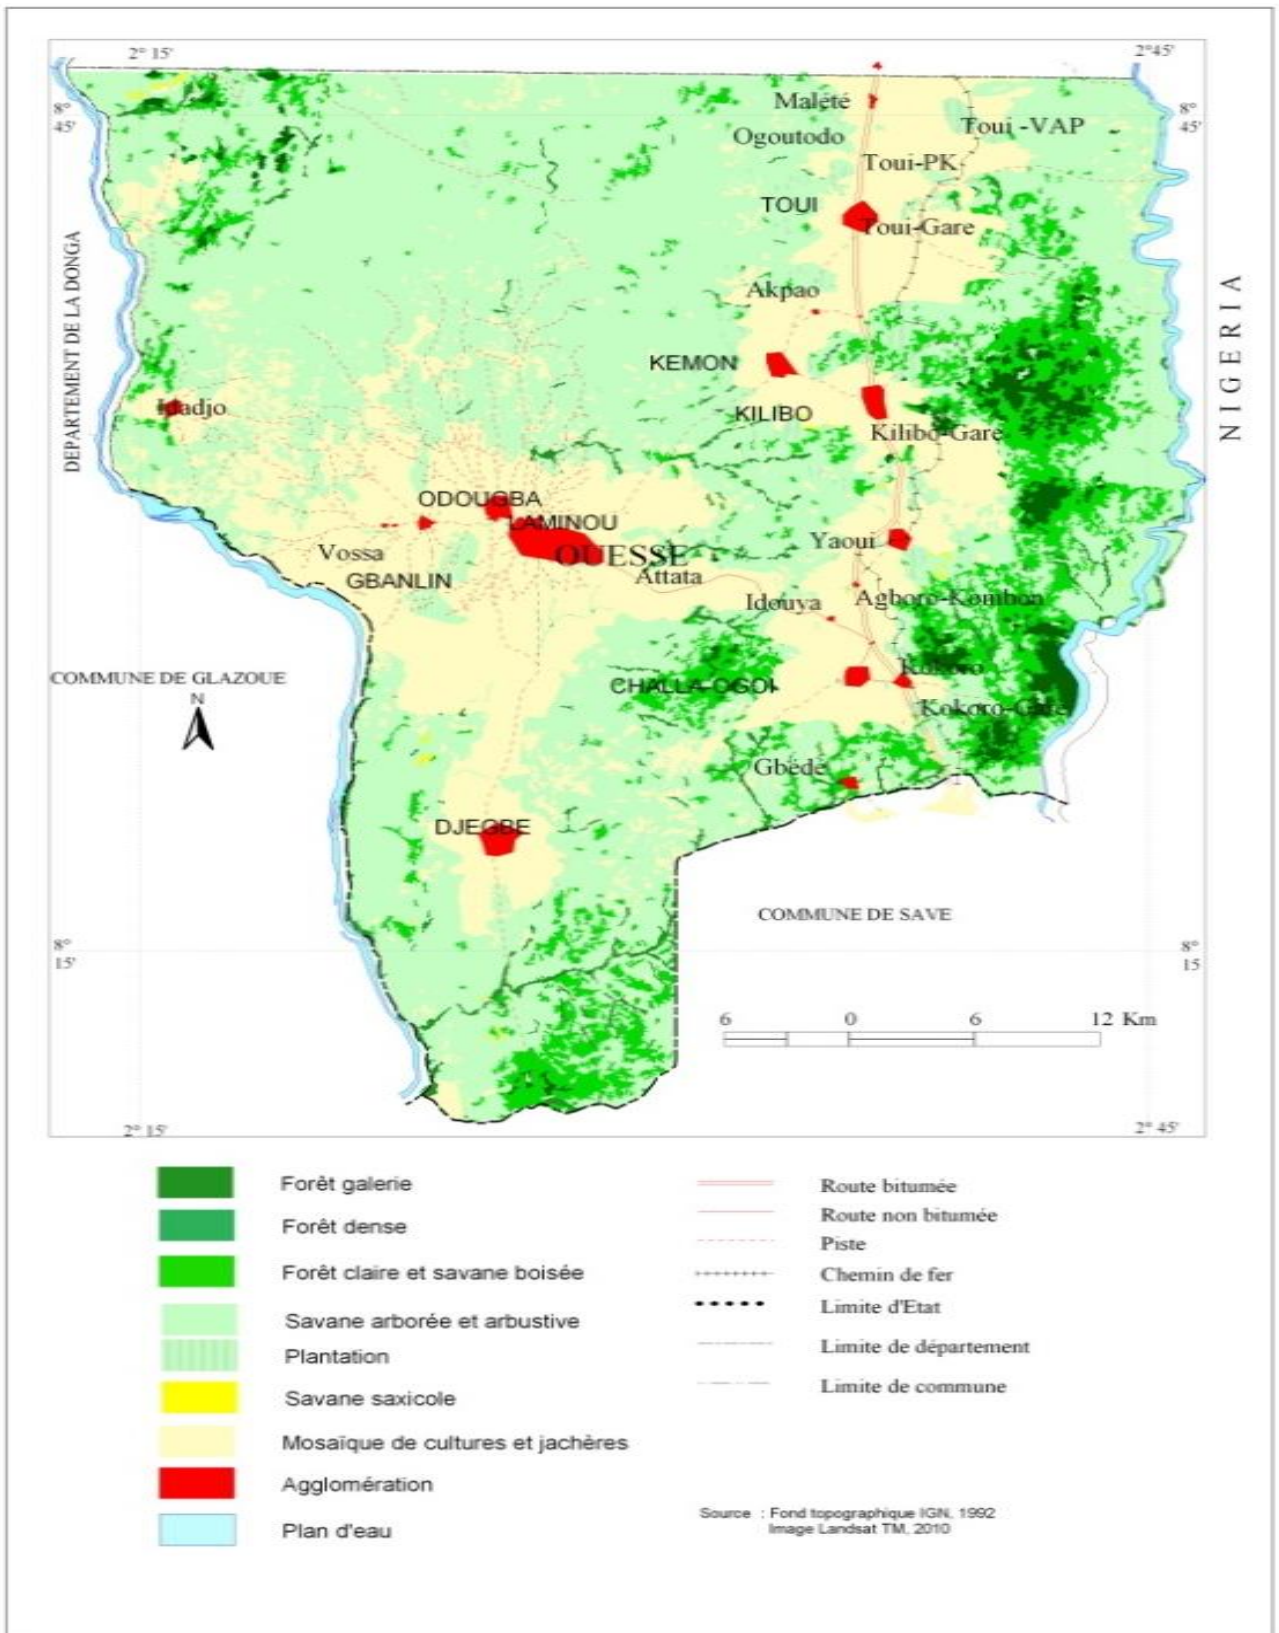 2° 15'
2°45'
8°
45'
8°
45'
Malété
Ogoutodo
Toui -VAP
Toui-PK
TOUI
Toui-Gare
DEPARTEMENT DE LA DONGA
NIGERIA
Akpao
KEMON
KILIBO
Kilibo-Gare
Idadjo
ODOUGBA
LAMINOU
OUESSE
Vossa
GBANLIN
Attata
Yaoui
Idouya
Agboro-Kombon
COMMUNE DE GLAZOUE
N
CHALLA-OGOI
Kokoro
Kokoro-Gare
Gbédé
DJEGBE
COMMUNE DE SAVE
8°
15'
8°
15
6 0 6 12 Km
2° 15'
2° 45'
Forêt galerie
Forêt dense
Forêt claire et savane boisée
Savane arborée et arbustive
Plantation
Savane saxicole
Mosaïque de cultures et jachères
Agglomération
Plan d'eau
Route bitumée
Route non bitumée
Piste
Chemin de fer
Limite d'Etat
Limite de département
Limite de commune
Source : Fond topographique IGN, 1992
Image Landsat TM, 2010